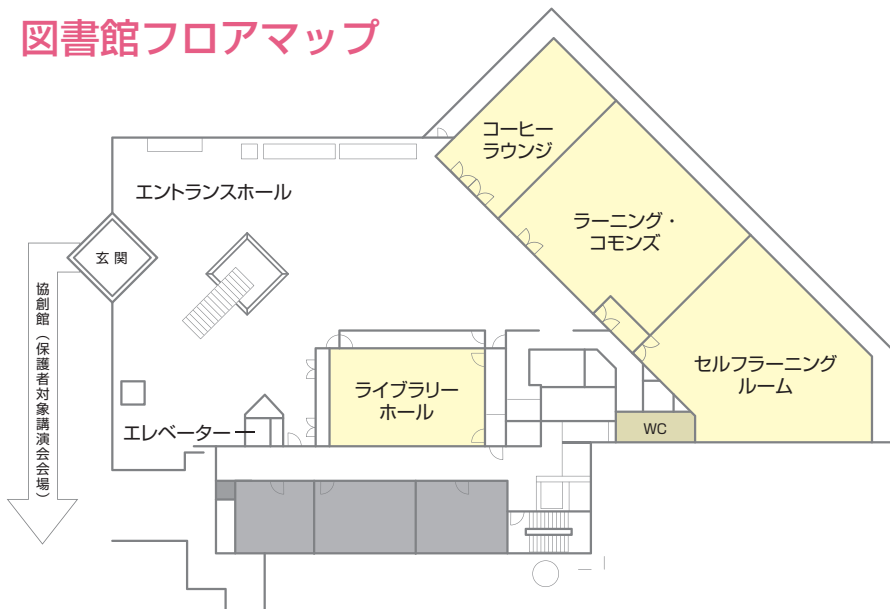 図書館フロアマップ
コーヒー
ラウンジ
エントランスホール
ラーニング・
コモンズ
玄関
協創館（保護者対象講演会会場）
セルフラーニング
ルーム
ライブラリー
ホール
エレベーター
WC